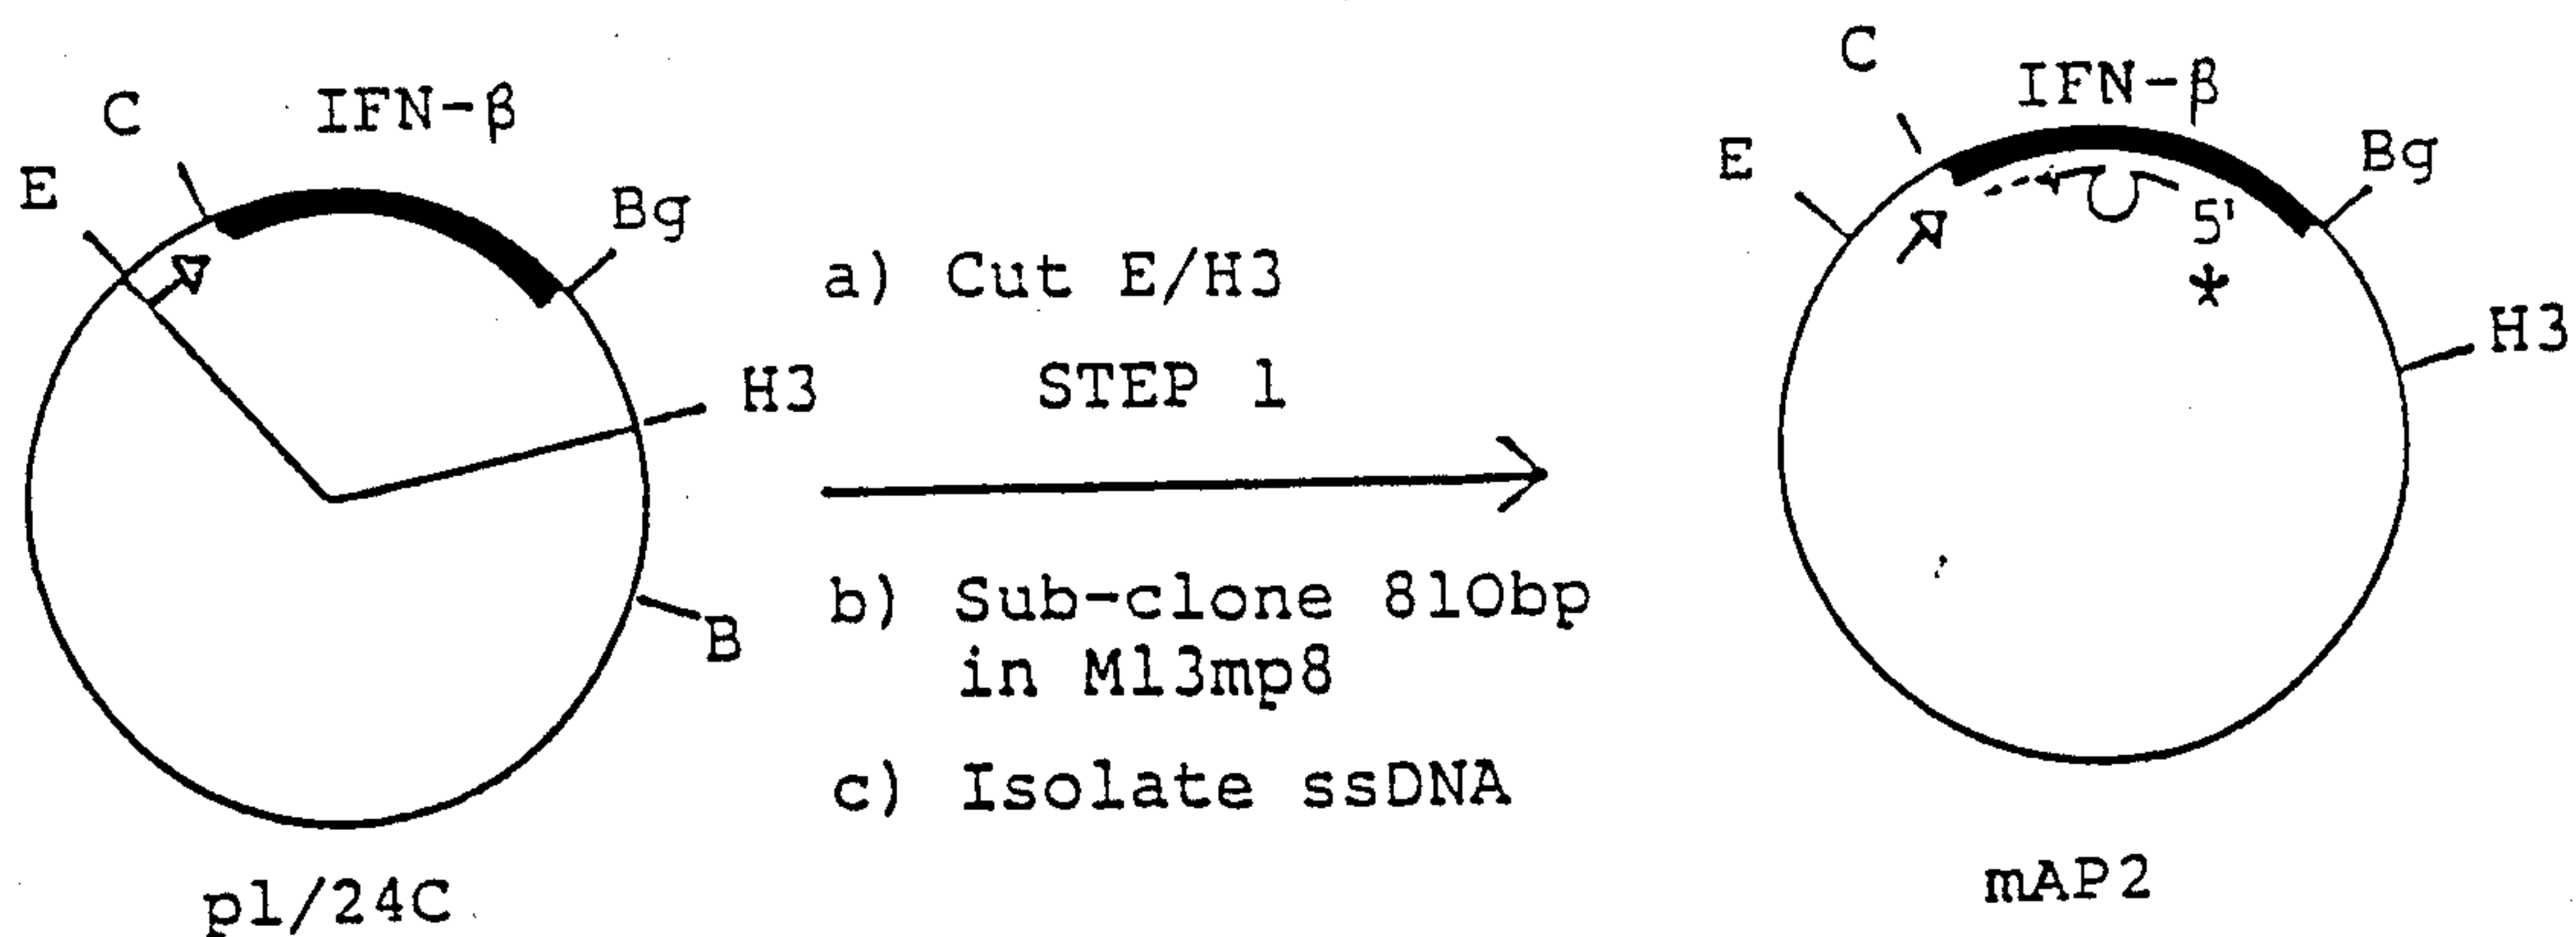 C
IFN-β
E
Bg
H3
B
p1/24C
a) Cut E/H3
STEP 1
b) Sub-clone 810bp
in M13mp8
c) Isolate ssDNA
C
IFN-β
E
Bg
5'
*
H3
mAP2